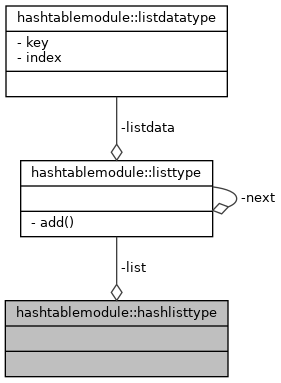 hashtablemodule::listdatatype
- key
- index
-listdata
hashtablemodule::listtype
-next
- add()
-list
hashtablemodule::hashlisttype